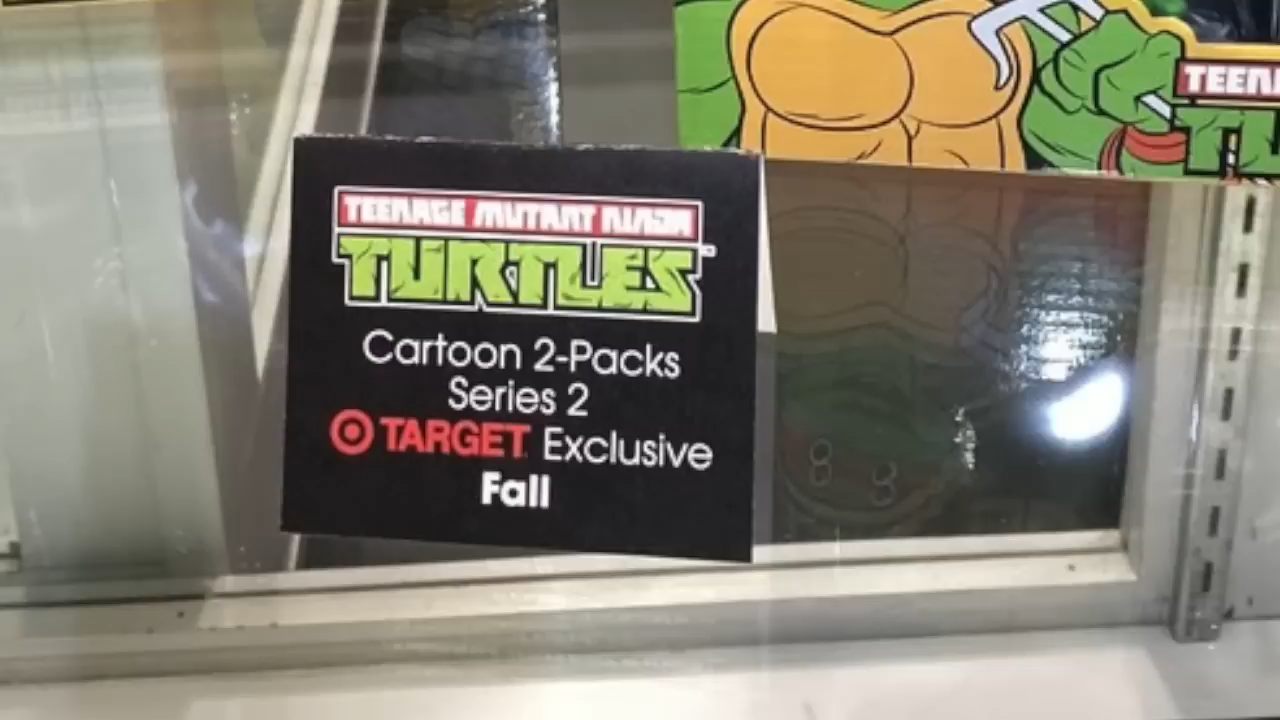 TEENAGE MUTANT NINJA
TURTLES
Cartoon 2-Packs
Series 2
TARGET Exclusive
Fall